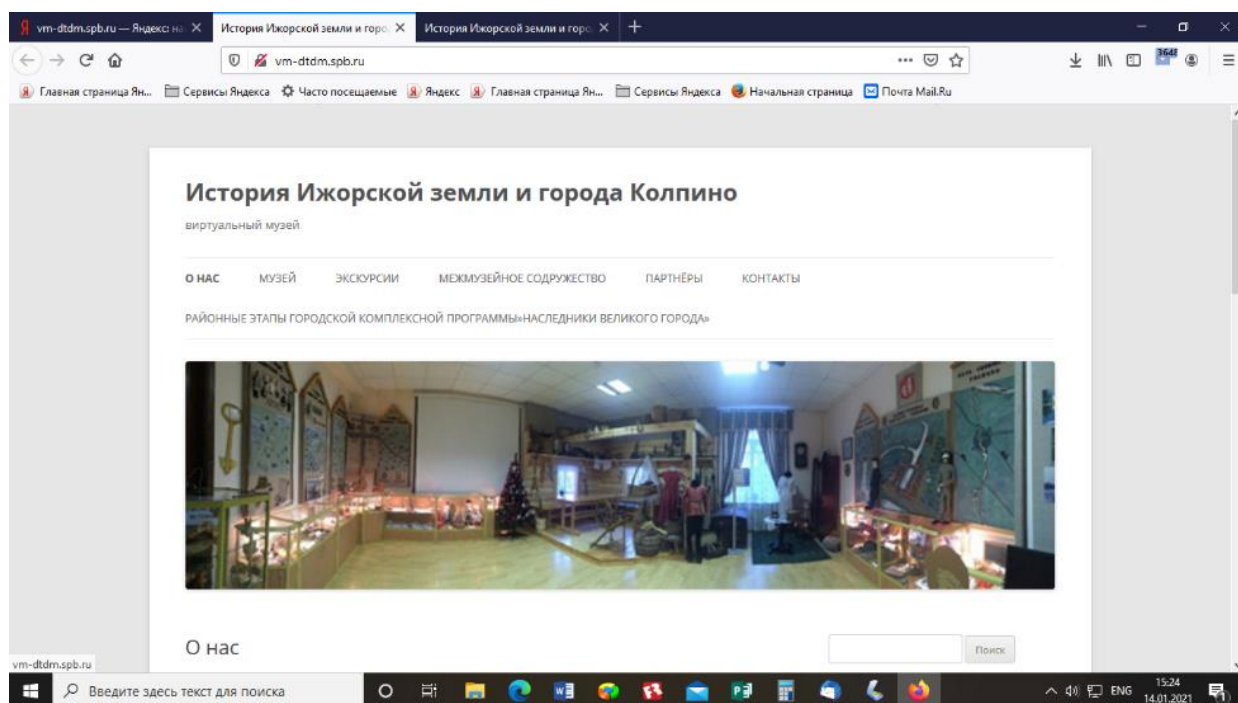 vm-dtdm.spb.ru — Яндекс: на
История Ижорской земли и горо
История Ижорской земли и горо
vm-dtdm.spb.ru
Главная страница Ян... Сервисы Яндекса Часто посещаемые Яндекс Главная страница Ян... Сервисы Яндекса Начальная страница Почта Mail.Ru
История Ижорской земли и города Колпино
виртуальный музей
О НАС МУЗЕЙ ЭКСКУРСИИ МЕЖМУЗЕЙНОЕ СОДРУЖЕСТВО ПАРТНЁРЫ КОНТАКТЫ
РАЙОННЫЕ ЭТАПЫ ГОРОДСКОЙ КОМПЛЕКСНОЙ ПРОГРАММЫ«НАСЛЕДНИКИ ВЕЛИКОГО ГОРОДА»
О нас
Поиск
vm-dtdm.spb.ru
Введите здесь текст для поиска
ENG
15:24
14.01.2021